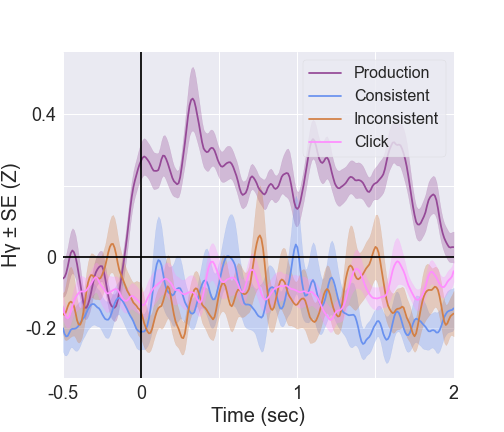 Production
Consistent
Inconsistent
Click
0.4
0
-0.2
Hγ ± SE (Z)
-0.5 0 1 2
Time (sec)